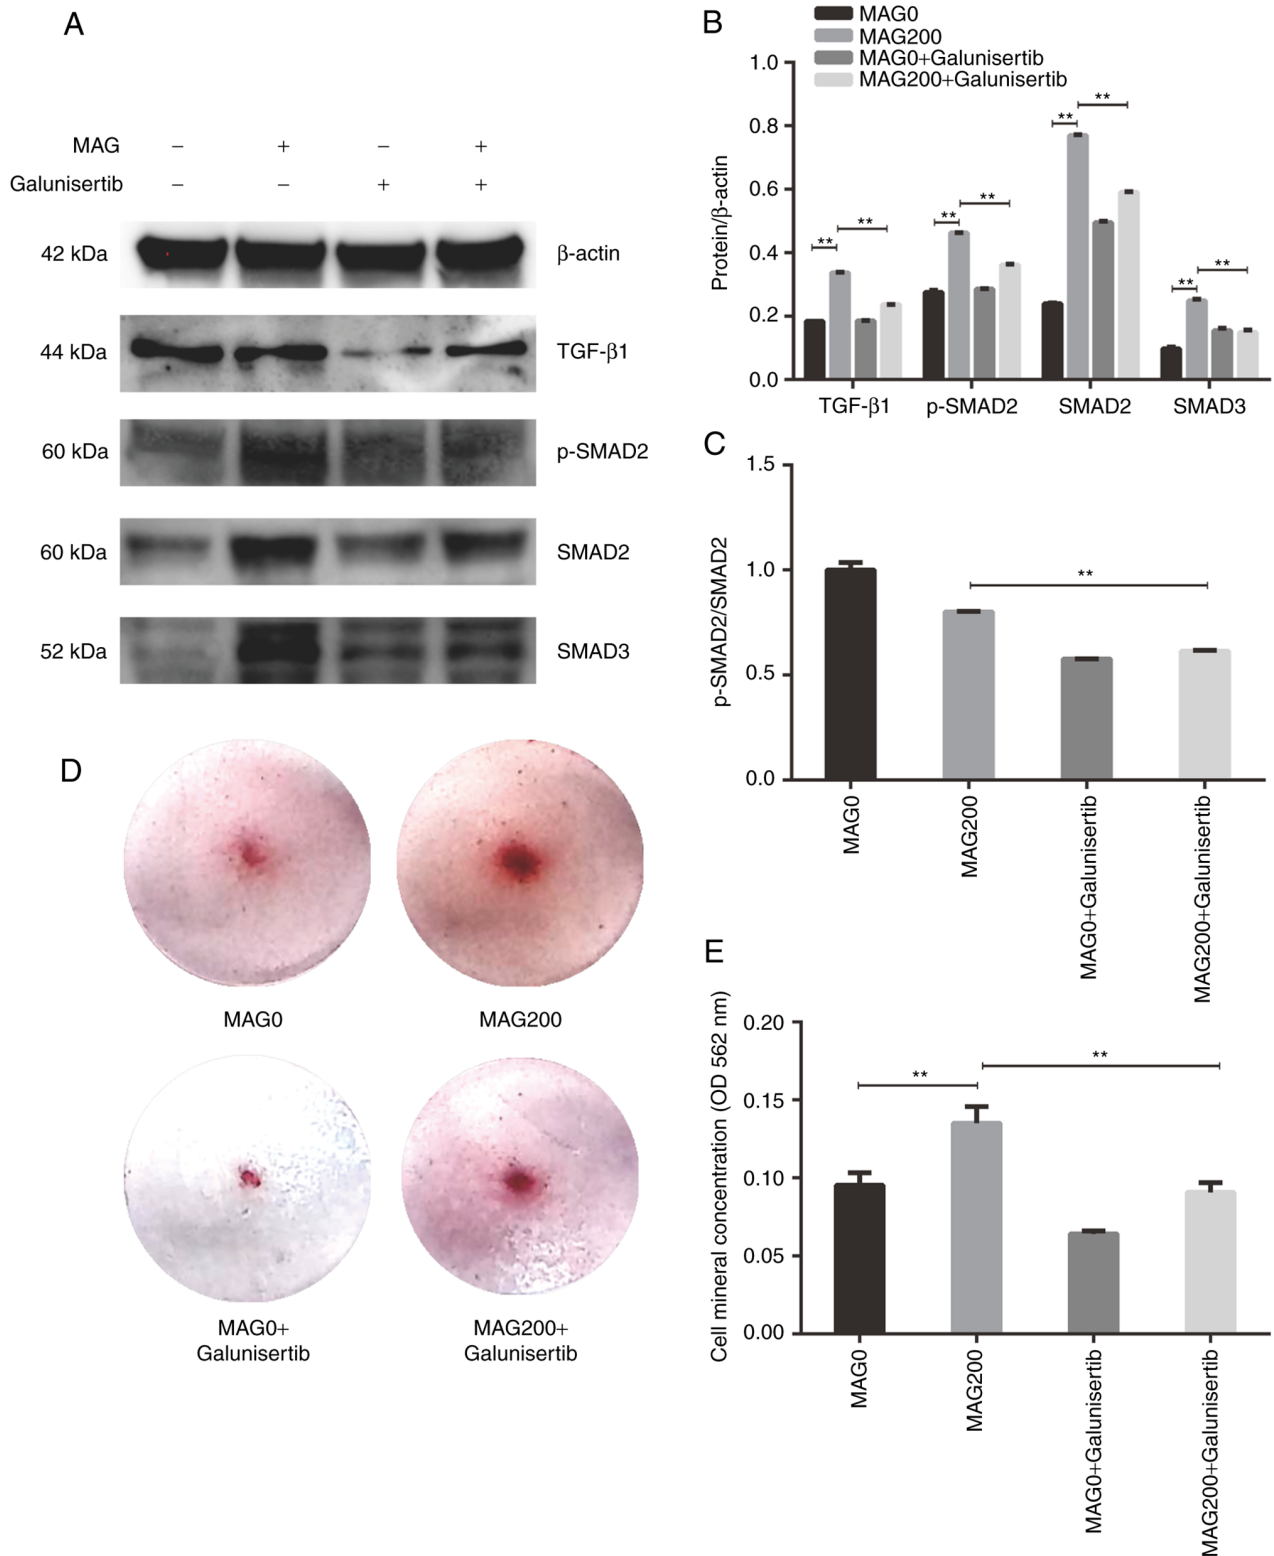 A
MAG − + − +
Galunisertib − − + +
42 kDa β-actin
44 kDa TGF-β1
60 kDa p-SMAD2
60 kDa SMAD2
52 kDa SMAD3
B
MAG0
MAG200
MAG0+Galunisertib
MAG200+Galunisertib
Protein/β-actin
1.0
0.8
0.6
0.4
0.2
0.0
** ** ** ** ** ** ** **
TGF-β1 p-SMAD2 SMAD2 SMAD3
C
p-SMAD2/SMAD2
1.5
1.0
0.5
0.0
**
MAG0
MAG200
MAG0+Galunisertib
MAG200+Galunisertib
D
MAG0 MAG200
MAG0+
Galunisertib
MAG200+
Galunisertib
E
Cell mineral concentration (OD 562 nm)
0.20
0.15
0.10
0.05
0.00
** **
MAG0
MAG200
MAG0+Galunisertib
MAG200+Galunisertib